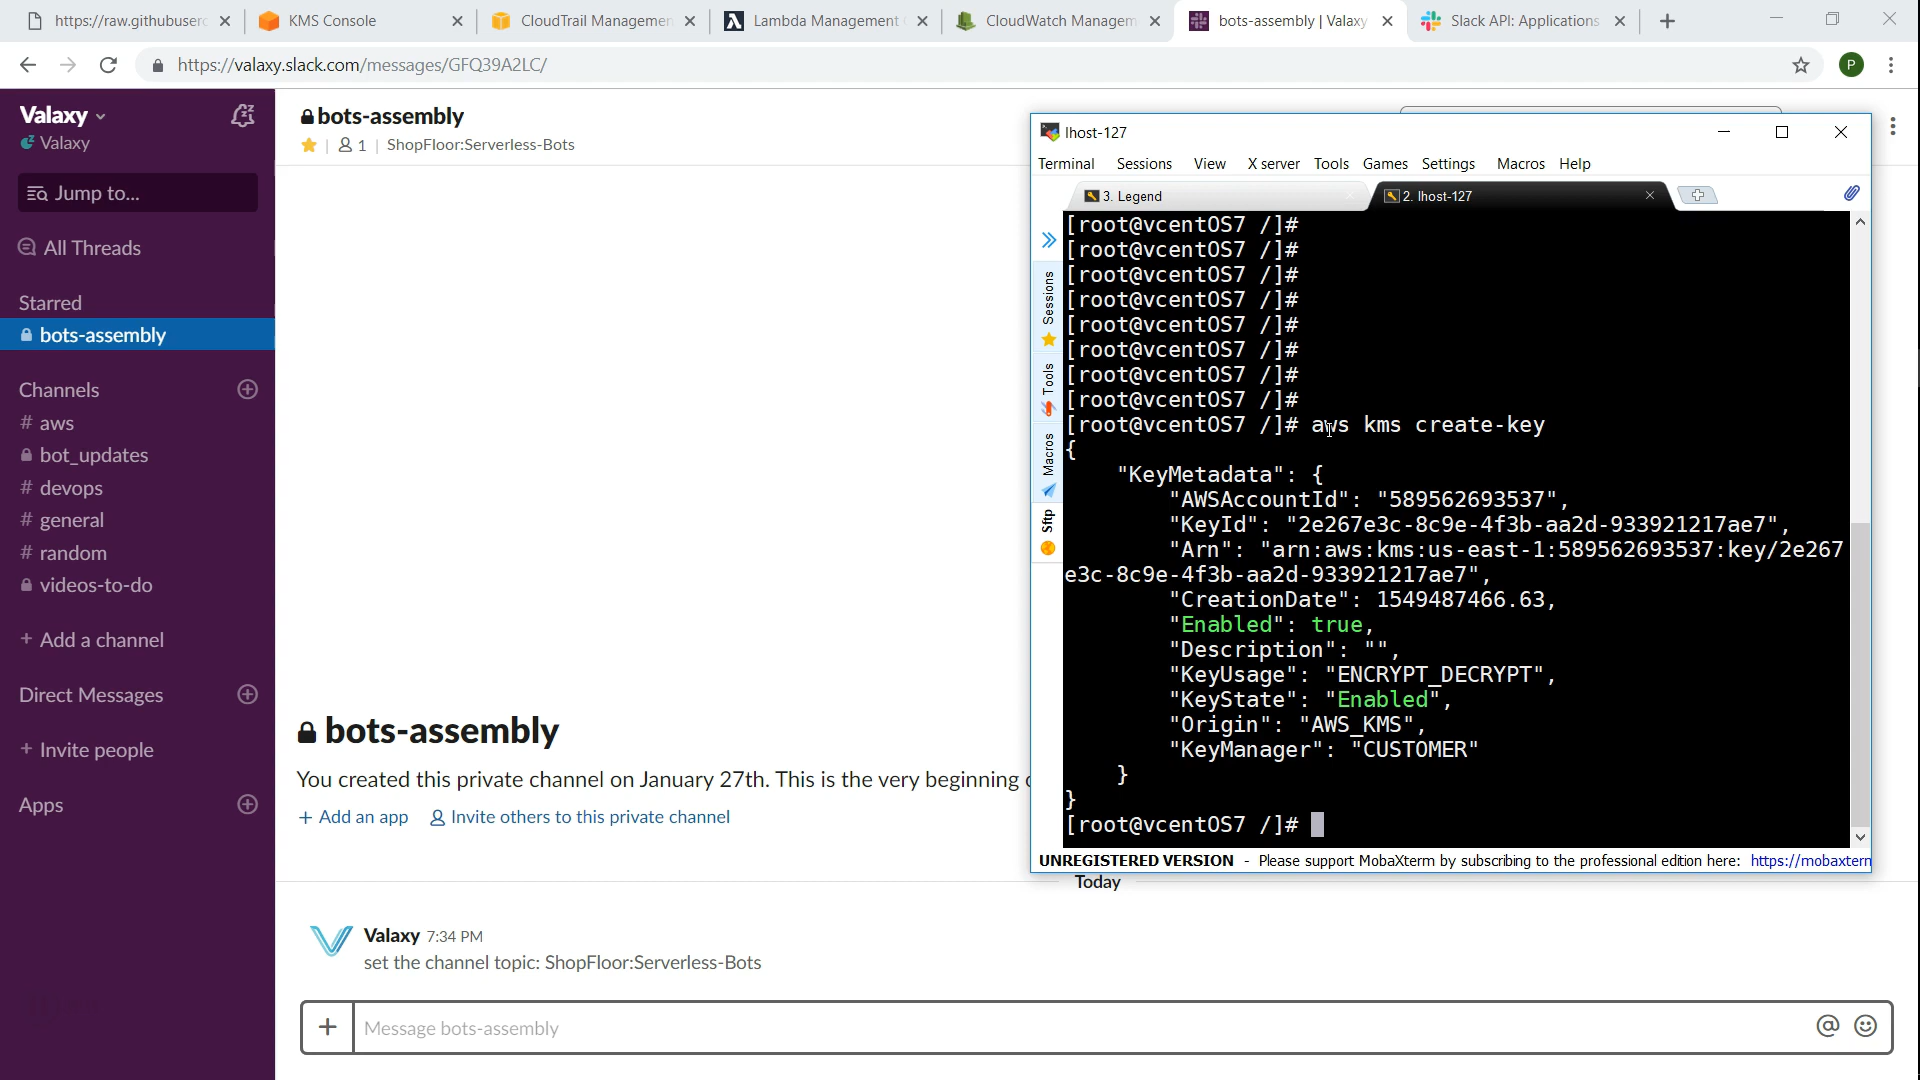 https://raw.githubuserc
KMS Console
CloudTrail Managemen
Lambda Management
CloudWatch Managem
bots-assembly | Valaxy
Slack API: Applications
https://valaxy.slack.com/messages/GFQ39A2LC/
P
Valaxy
Valaxy
Jump to...
All Threads
Starred
bots-assembly
Channels
# aws
bot_updates
# devops
# general
# random
videos-to-do
+ Add a channel
Direct Messages
+ Invite people
Apps
bots-assembly
1 | ShopFloor:Serverless-Bots
bots-assembly
You created this private channel on January 27th. This is the very beginning
+ Add an app
Invite others to this private channel
Today
Valaxy 7:34 PM
set the channel topic: ShopFloor:Serverless-Bots
Message bots-assembly
lhost-127
Terminal Sessions View X server Tools Games Settings Macros Help
3. Legend
2. lhost-127
Sessions
Tools
Macros
Sftp
[root@vcentOS7 /]#
[root@vcentOS7 /]#
[root@vcentOS7 /]#
[root@vcentOS7 /]#
[root@vcentOS7 /]#
[root@vcentOS7 /]#
[root@vcentOS7 /]#
[root@vcentOS7 /]#
[root@vcentOS7 /]# aws kms create-key
{
"KeyMetadata": {
"AWSAccountId": "589562693537",
"KeyId": "2e267e3c-8c9e-4f3b-aa2d-933921217ae7",
"Arn": "arn:aws:kms:us-east-1:589562693537:key/2e267
e3c-8c9e-4f3b-aa2d-933921217ae7",
"CreationDate": 1549487466.63,
"Enabled": true,
"Description": "",
"KeyUsage": "ENCRYPT_DECRYPT",
"KeyState": "Enabled",
"Origin": "AWS_KMS",
"KeyManager": "CUSTOMER"
}
}
[root@vcentOS7 /]#
UNREGISTERED VERSION - Please support MobaXterm by subscribing to the professional edition here: https://mobaxterm